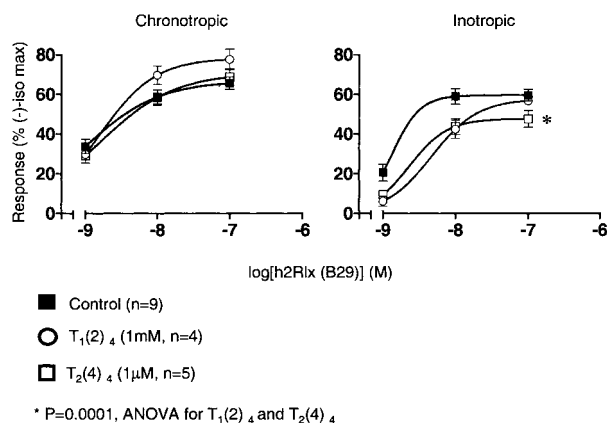 Chronotropic
Inotropic
Response (% (-)-iso max)
80
60
40
20
0
-9
-8
-7
-6
80
60
40
20
0
-9
-8
-7
-6
*
log[h2Rlx (B29)] (M)
Control (n=9)
T1(2) 4 (1mM, n=4)
T2(4) 4 (1μM, n=5)
* P=0.0001, ANOVA for T1(2) 4 and T2(4) 4